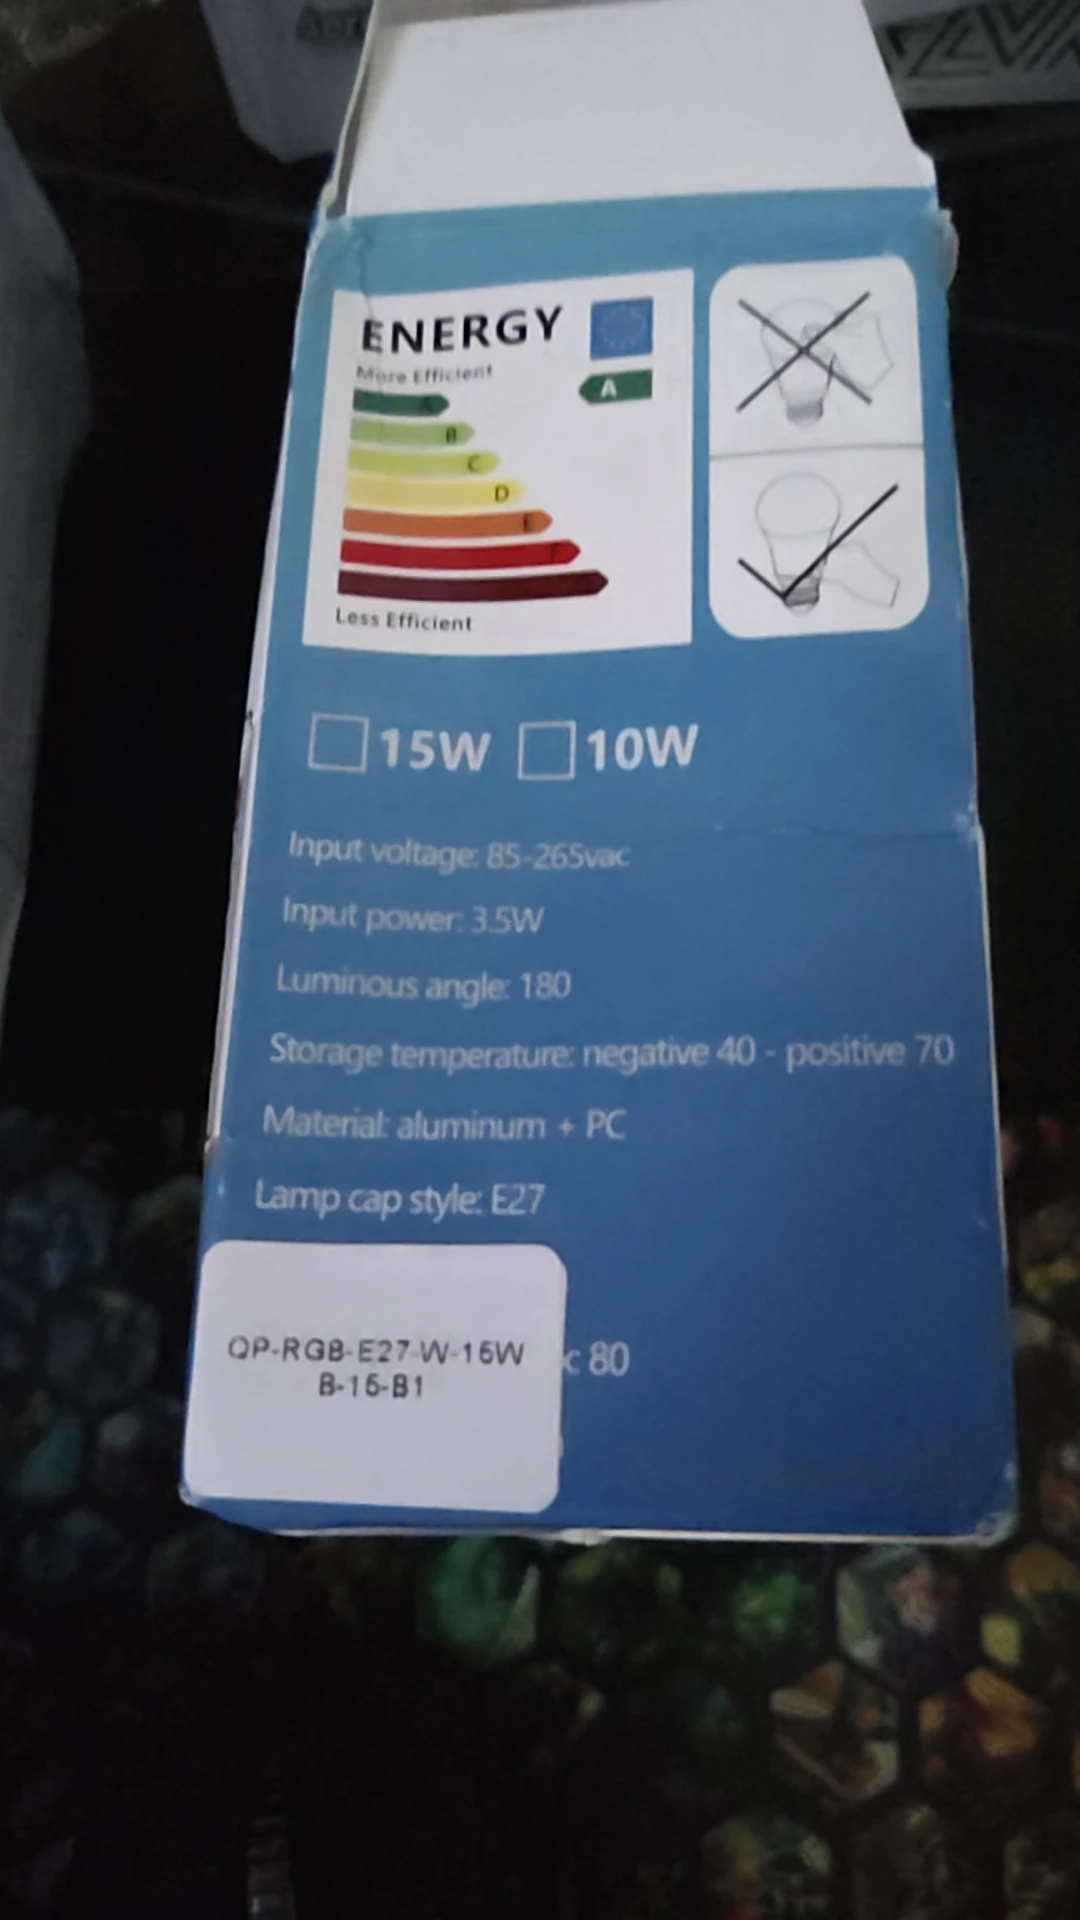 ENERGY
More Efficient
A
B
C
D
E
Less Efficient
15W 10W
Input voltage: 85-265vac
Input power: 3.5W
Luminous angle: 180
Storage temperature: negative 40 - positive 70
Material: aluminum + PC
Lamp cap style: E27
QP-RGB-E27-W-15W
B-15-B1
80